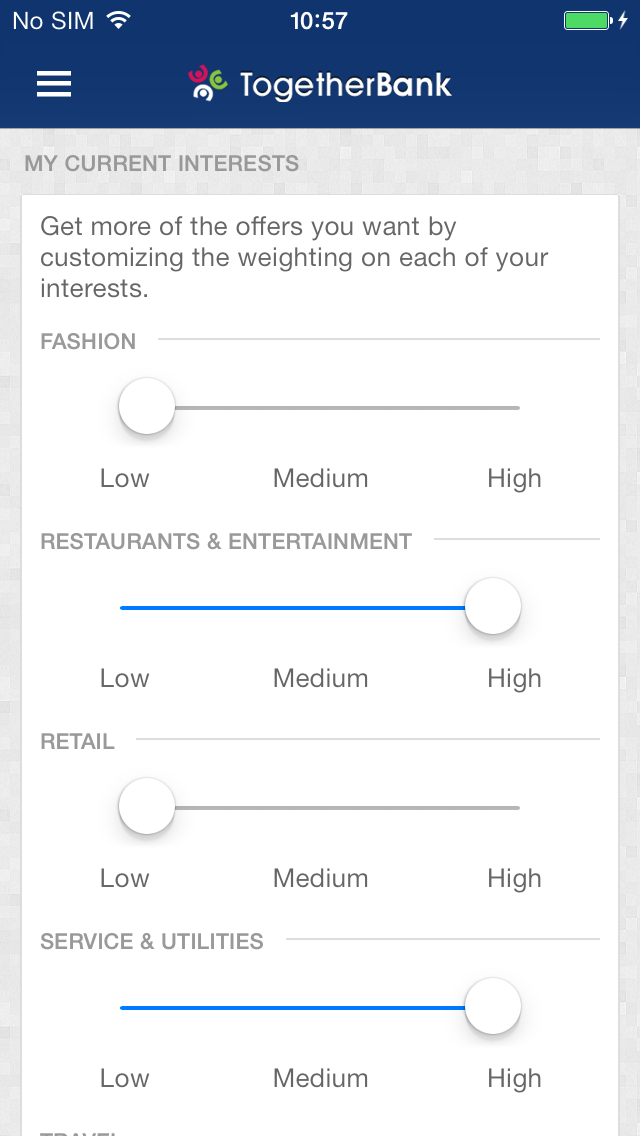 No SIM 10:57
TogetherBank
MY CURRENT INTERESTS
Get more of the offers you want by
customizing the weighting on each of your
interests.
FASHION
Low Medium High
RESTAURANTS & ENTERTAINMENT
Low Medium High
RETAIL
Low Medium High
SERVICE & UTILITIES
Low Medium High
TRAVEL